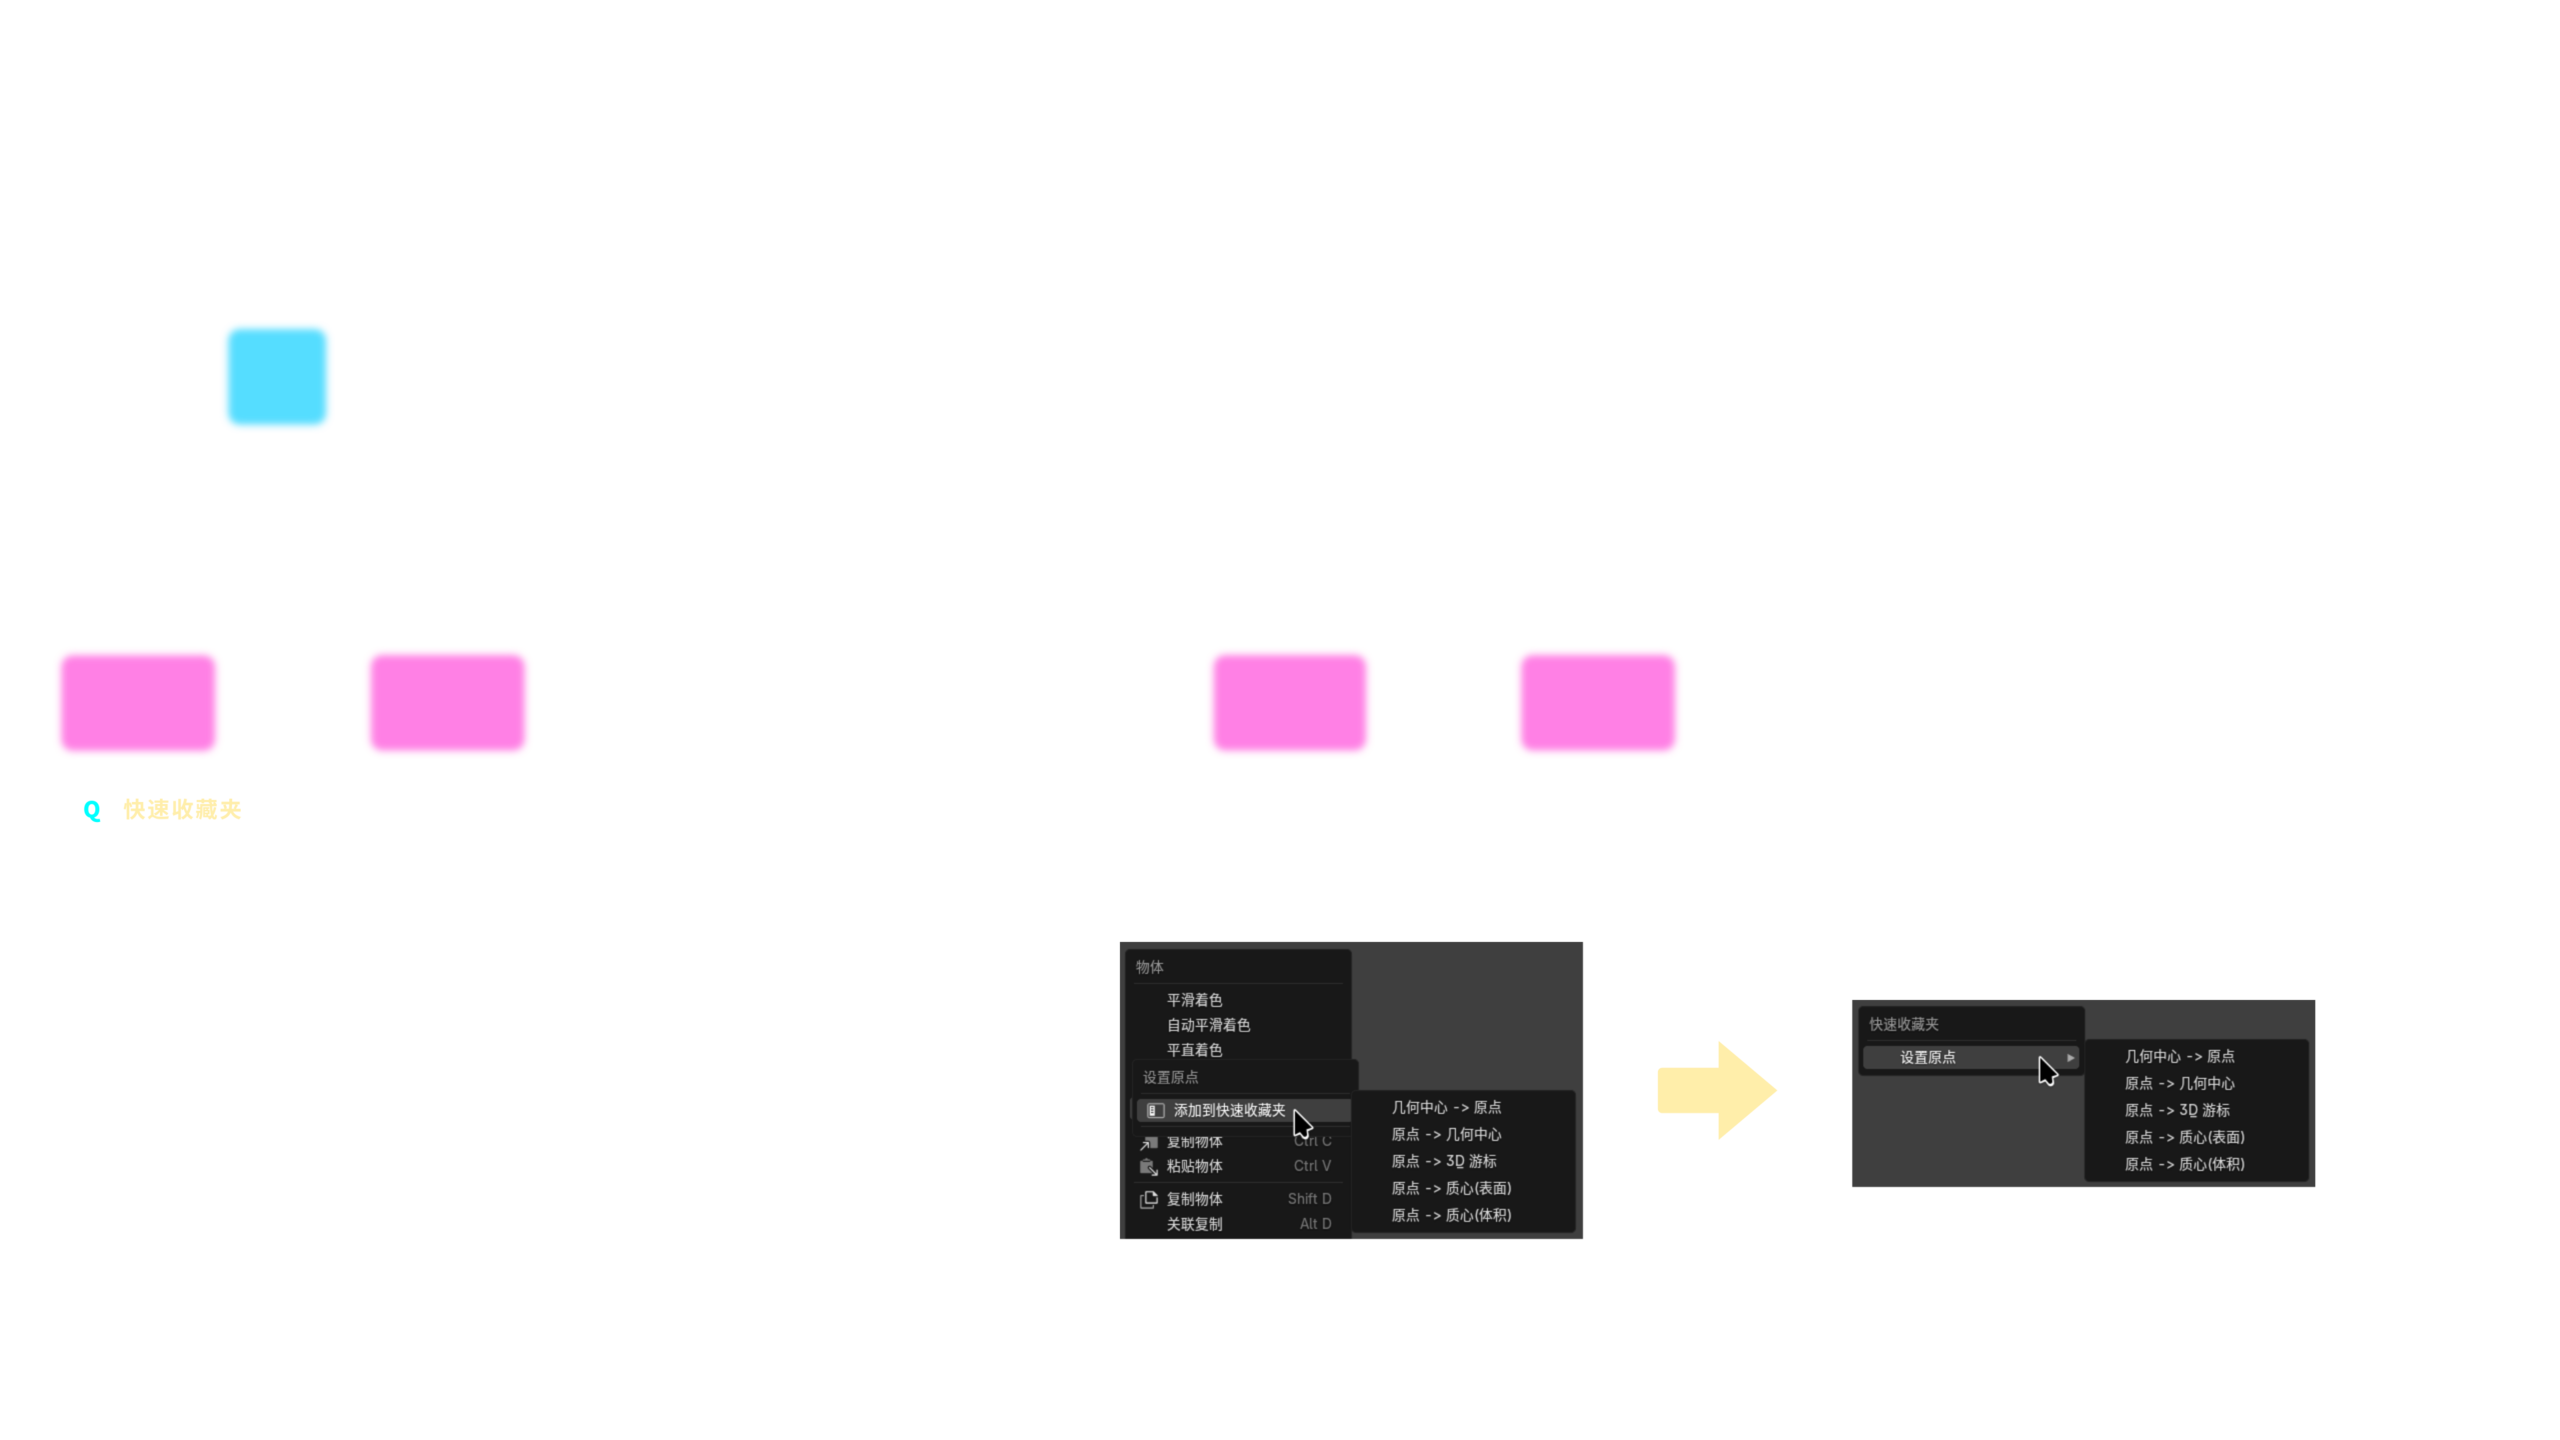 Q 快速收藏夹
物体
平滑着色
自动平滑着色
平直着色
设置原点
添加到快速收藏夹
复制物体 Ctrl C
粘贴物体 Ctrl V
复制物体 Shift D
关联复制 Alt D
几何中心 -> 原点
原点 -> 几何中心
原点 -> 3D 游标
原点 -> 质心(表面)
原点 -> 质心(体积)
快速收藏夹
设置原点
几何中心 -> 原点
原点 -> 几何中心
原点 -> 3D 游标
原点 -> 质心(表面)
原点 -> 质心(体积)